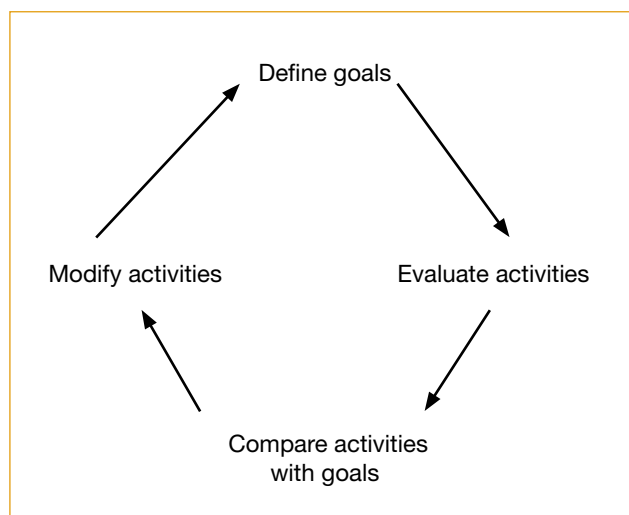 Define goals
Modify activities
Evaluate activities
Compare activities
with goals